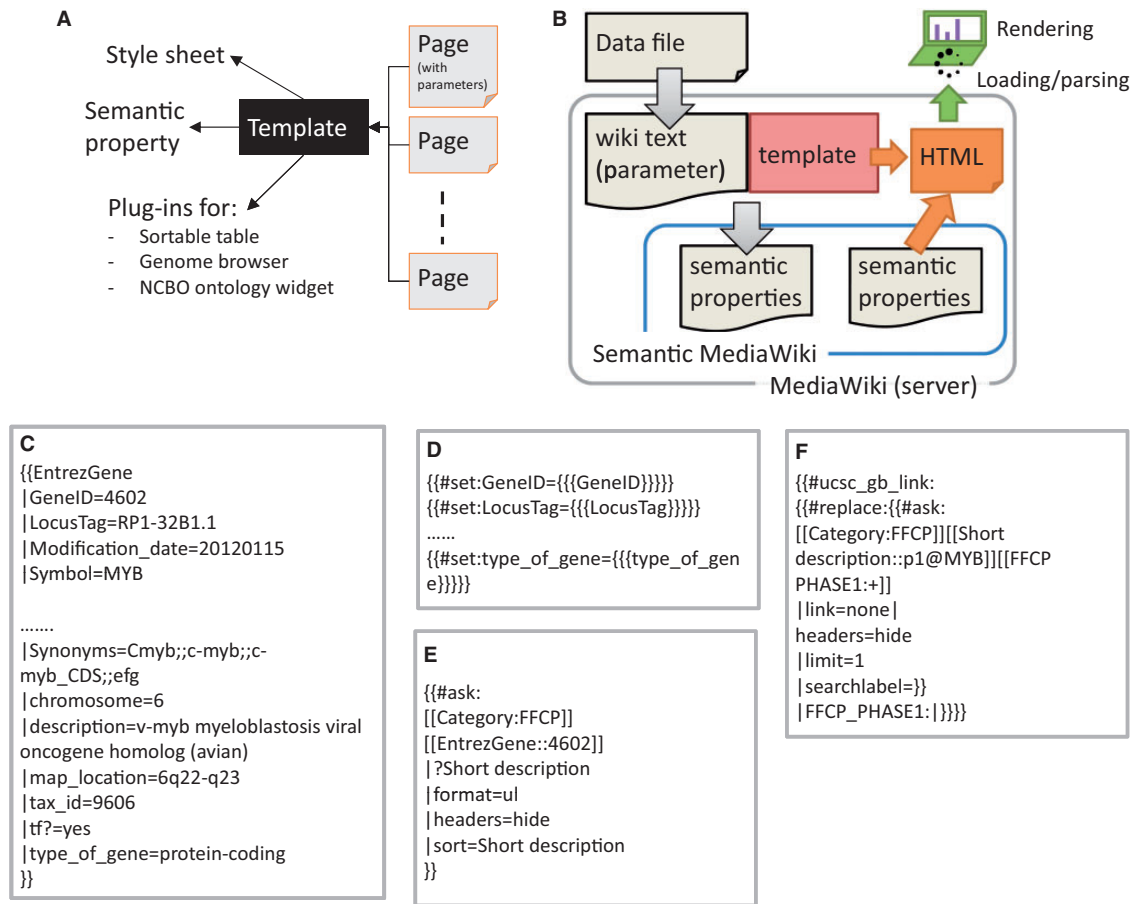 A
Style sheet
Semantic
property
Template
Plug-ins for:
- Sortable table
- Genome browser
- NCBO ontology widget
Page
(with
parameters)
Page
Page
B
Data file
Rendering
Loading/parsing
wiki text
(parameter)
template
HTML
semantic
properties
semantic
properties
Semantic MediaWiki
MediaWiki (server)
C
{{EntrezGene
|GeneID=4602
|LocusTag=RP1-32B1.1
|Modification_date=20120115
|Symbol=MYB
.......
|Synonyms=Cmyb;;c-myb;;c-
myb_CDS;;efg
|chromosome=6
|description=v-myb myeloblastosis viral
oncogene homolog (avian)
|map_location=6q22-q23
|tax_id=9606
|tf?=yes
|type_of_gene=protein-coding
}}
D
{{#set:GeneID={{{GeneID}}}}}
{{#set:LocusTag={{{LocusTag}}}}}
......
{{#set:type_of_gene={{{type_of_gen
e}}}}}
E
{{#ask:
[[Category:FFCP]]
[[EntrezGene::4602]]
|?Short description
|format=ul
|headers=hide
|sort=Short description
}}
F
{{#ucsc_gb_link:
{{#replace:{{#ask:
[[Category:FFCP]][[Short
description::p1@MYB]][[FFCP
PHASE1:+]]
|link=none|
headers=hide
|limit=1
|searchlabel=}}
|FFCP_PHASE1:|}}}}